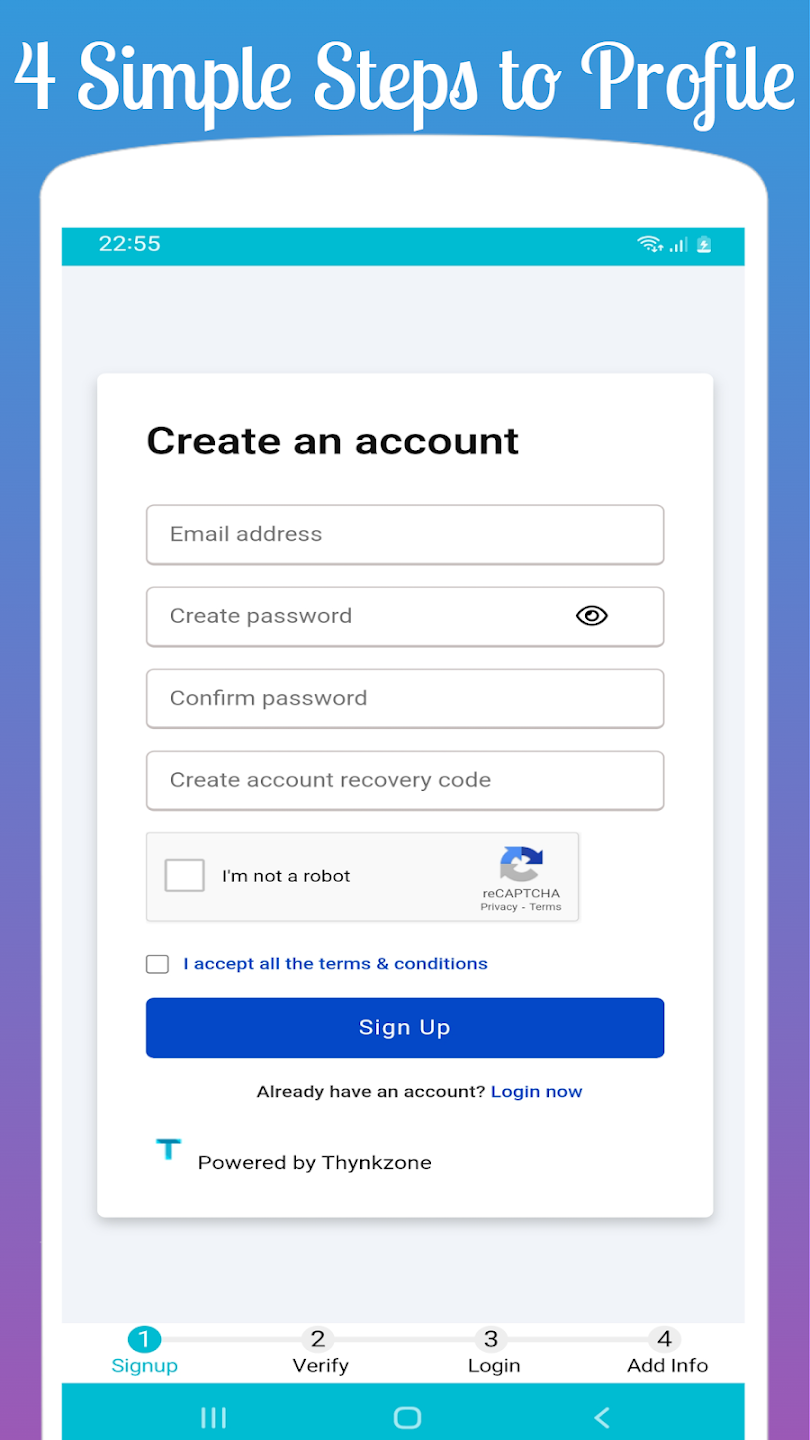 4 Simple Steps to Profile
22:55
Create an account
Email address
Create password
Confirm password
Create account recovery code
I'm not a robot
reCAPTCHA
Privacy - Terms
I accept all the terms & conditions
Sign Up
Already have an account? Login now
T
Powered by Thynkzone
1 2 3 4
Signup Verify Login Add Info